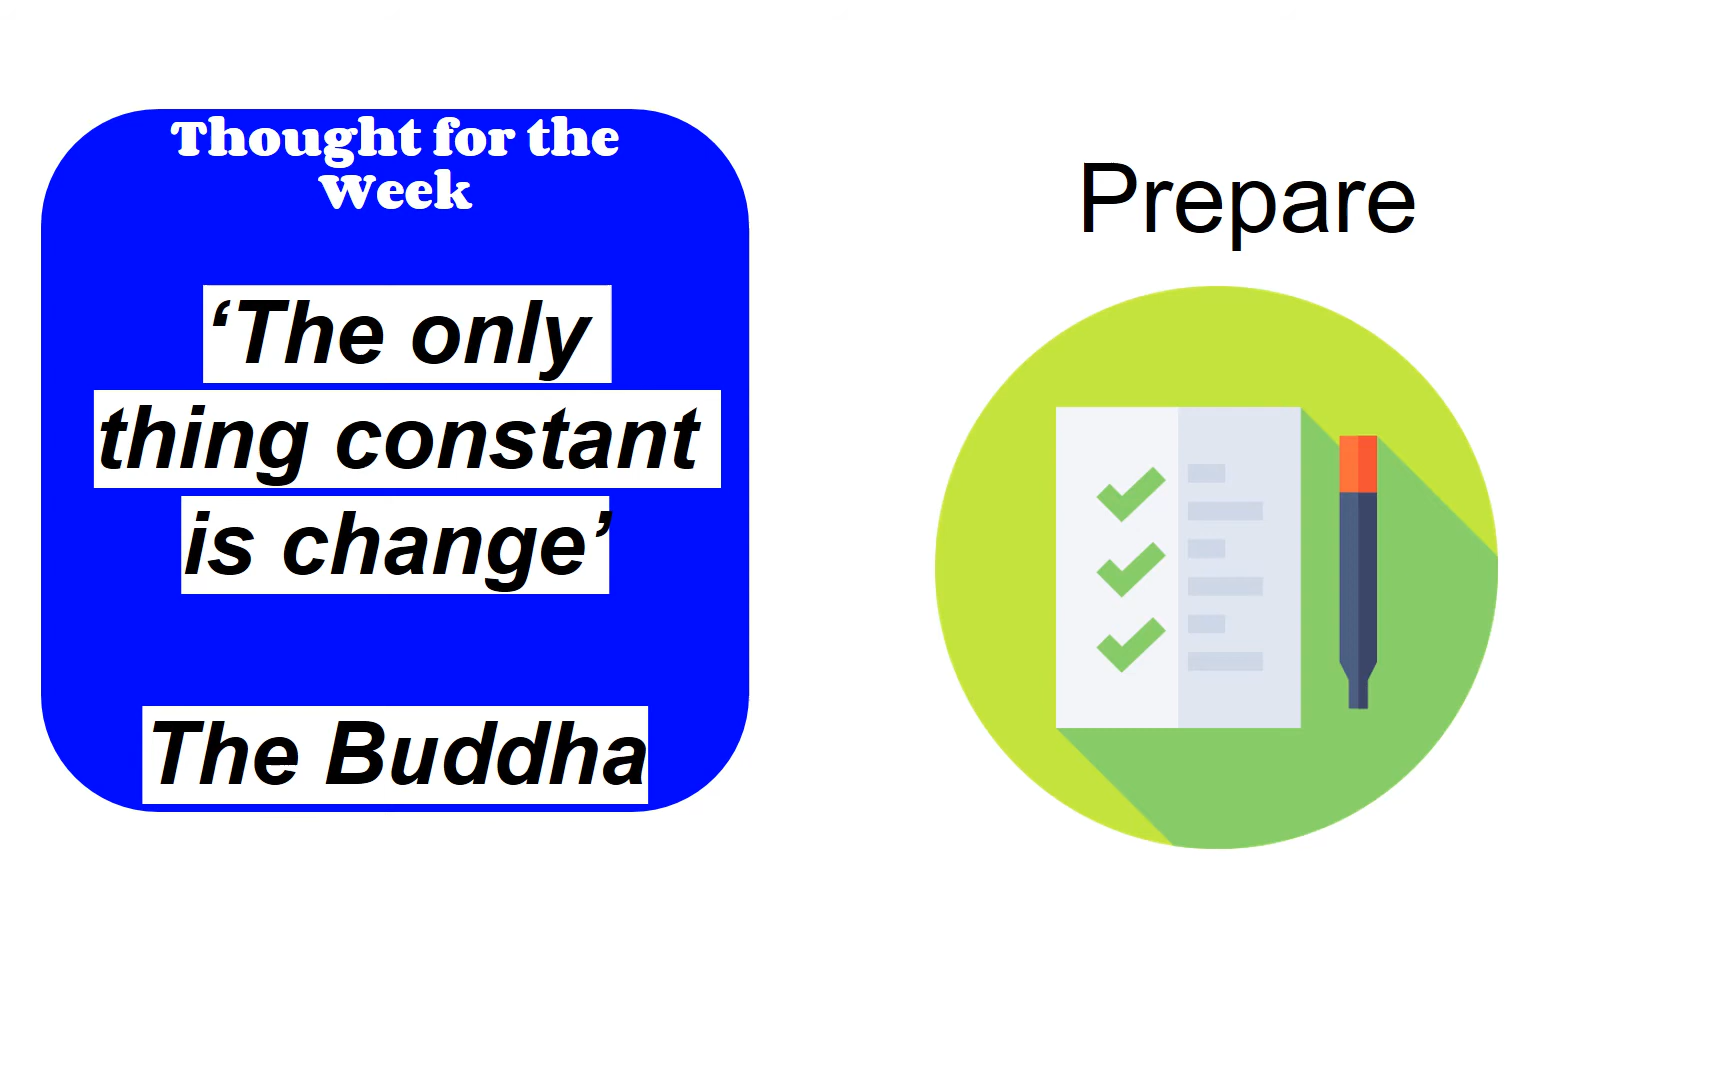 Thought for the
Week
‘The only
thing constant
is change’
The Buddha
Prepare